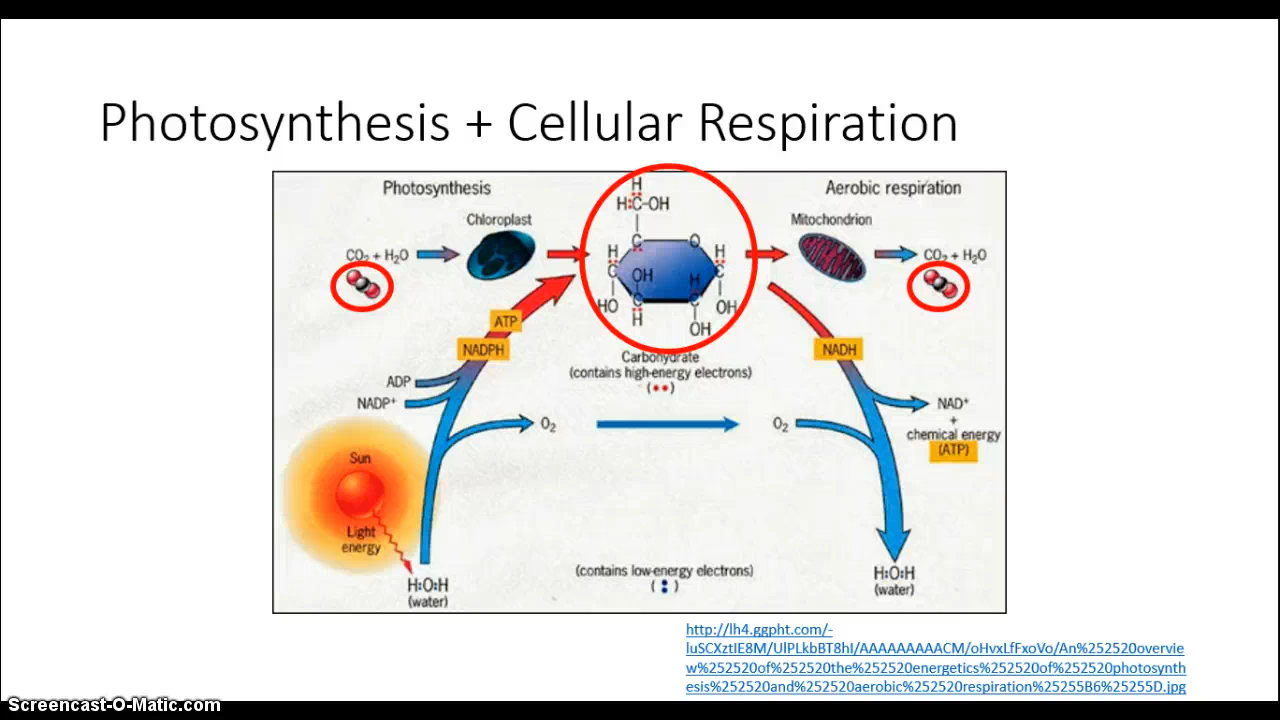 Photosynthesis + Cellular Respiration
Photosynthesis
Aerobic respiration
Chloroplast
Mitochondrion
CO₂ + H₂O
CO₂ + H₂O
H
H:C-OH
C
O
H
H
C
OH
H
C
HO
C
C
OH
H
OH
ATP
NADPH
NADH
Carbohydrate
(contains high-energy electrons)
(••)
ADP
NADP⁺
NAD⁺
+
chemical energy
(ATP)
O₂
O₂
Sun
Light
energy
H:O:H
(water)
(contains low-energy electrons)
(:)
H:O:H
(water)
http://lh4.ggpht.com/-
luSCXztIE8M/UlPLkbBT8hI/AAAAAAAAACM/oHvxLfFxoVo/An%252520overvie
w%252520of%252520the%252520energetics%252520of%252520photosynth
esis%252520and%252520aerobic%252520respiration%25255B6%25255D.jpg
Screencast-O-Matic.com